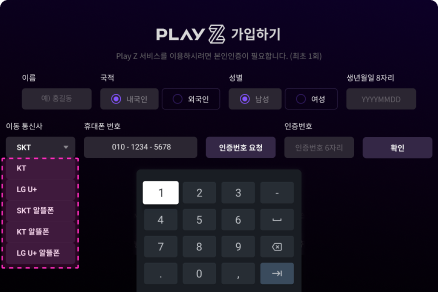 PLAY Z 가입하기
Play Z 서비스를 이용하시려면 본인인증이 필요합니다. (최초 1회)
이름 국적 성별 생년월일 8자리
예) 홍길동 내국인 외국인 남성 여성 YYYYMMDD
이동 통신사 휴대폰 번호 인증번호
SKT 010 - 1234 - 5678 인증번호 요청 인증번호 6자리 확인
KT
LG U+
SKT 알뜰폰
KT 알뜰폰
LG U+ 알뜰폰
1 2 3 -
4 5 6
7 8 9
. 0 ,